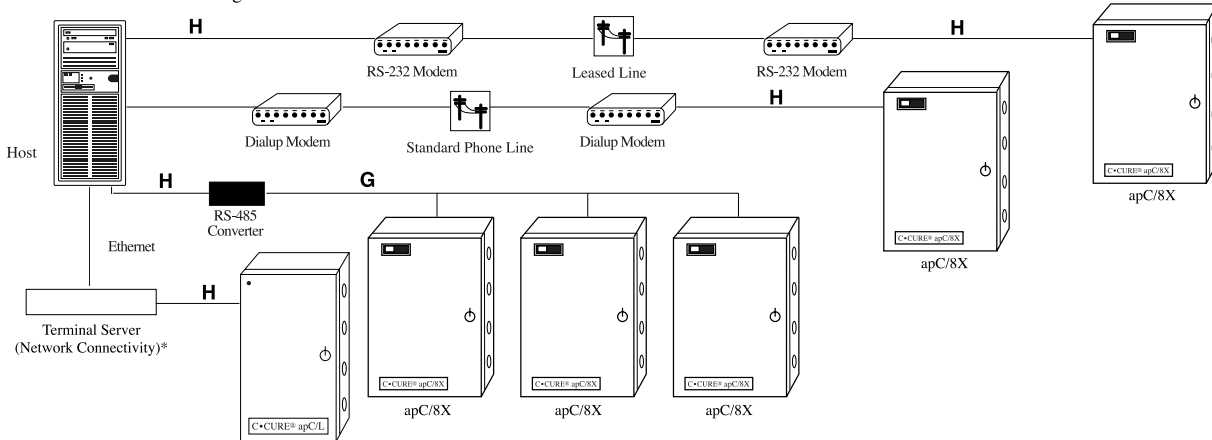 H
H
RS-232 Modem
Leased Line
RS-232 Modem
C•CURE® apC/8X
apC/8X
H
Dialup Modem
Standard Phone Line
Dialup Modem
C•CURE® apC/8X
apC/8X
Host
H
G
RS-485
Converter
Ethernet
H
Terminal Server
(Network Connectivity)*
C•CURE® apC/L
C•CURE® apC/8X
apC/8X
C•CURE® apC/8X
apC/8X
C•CURE® apC/8X
apC/8X